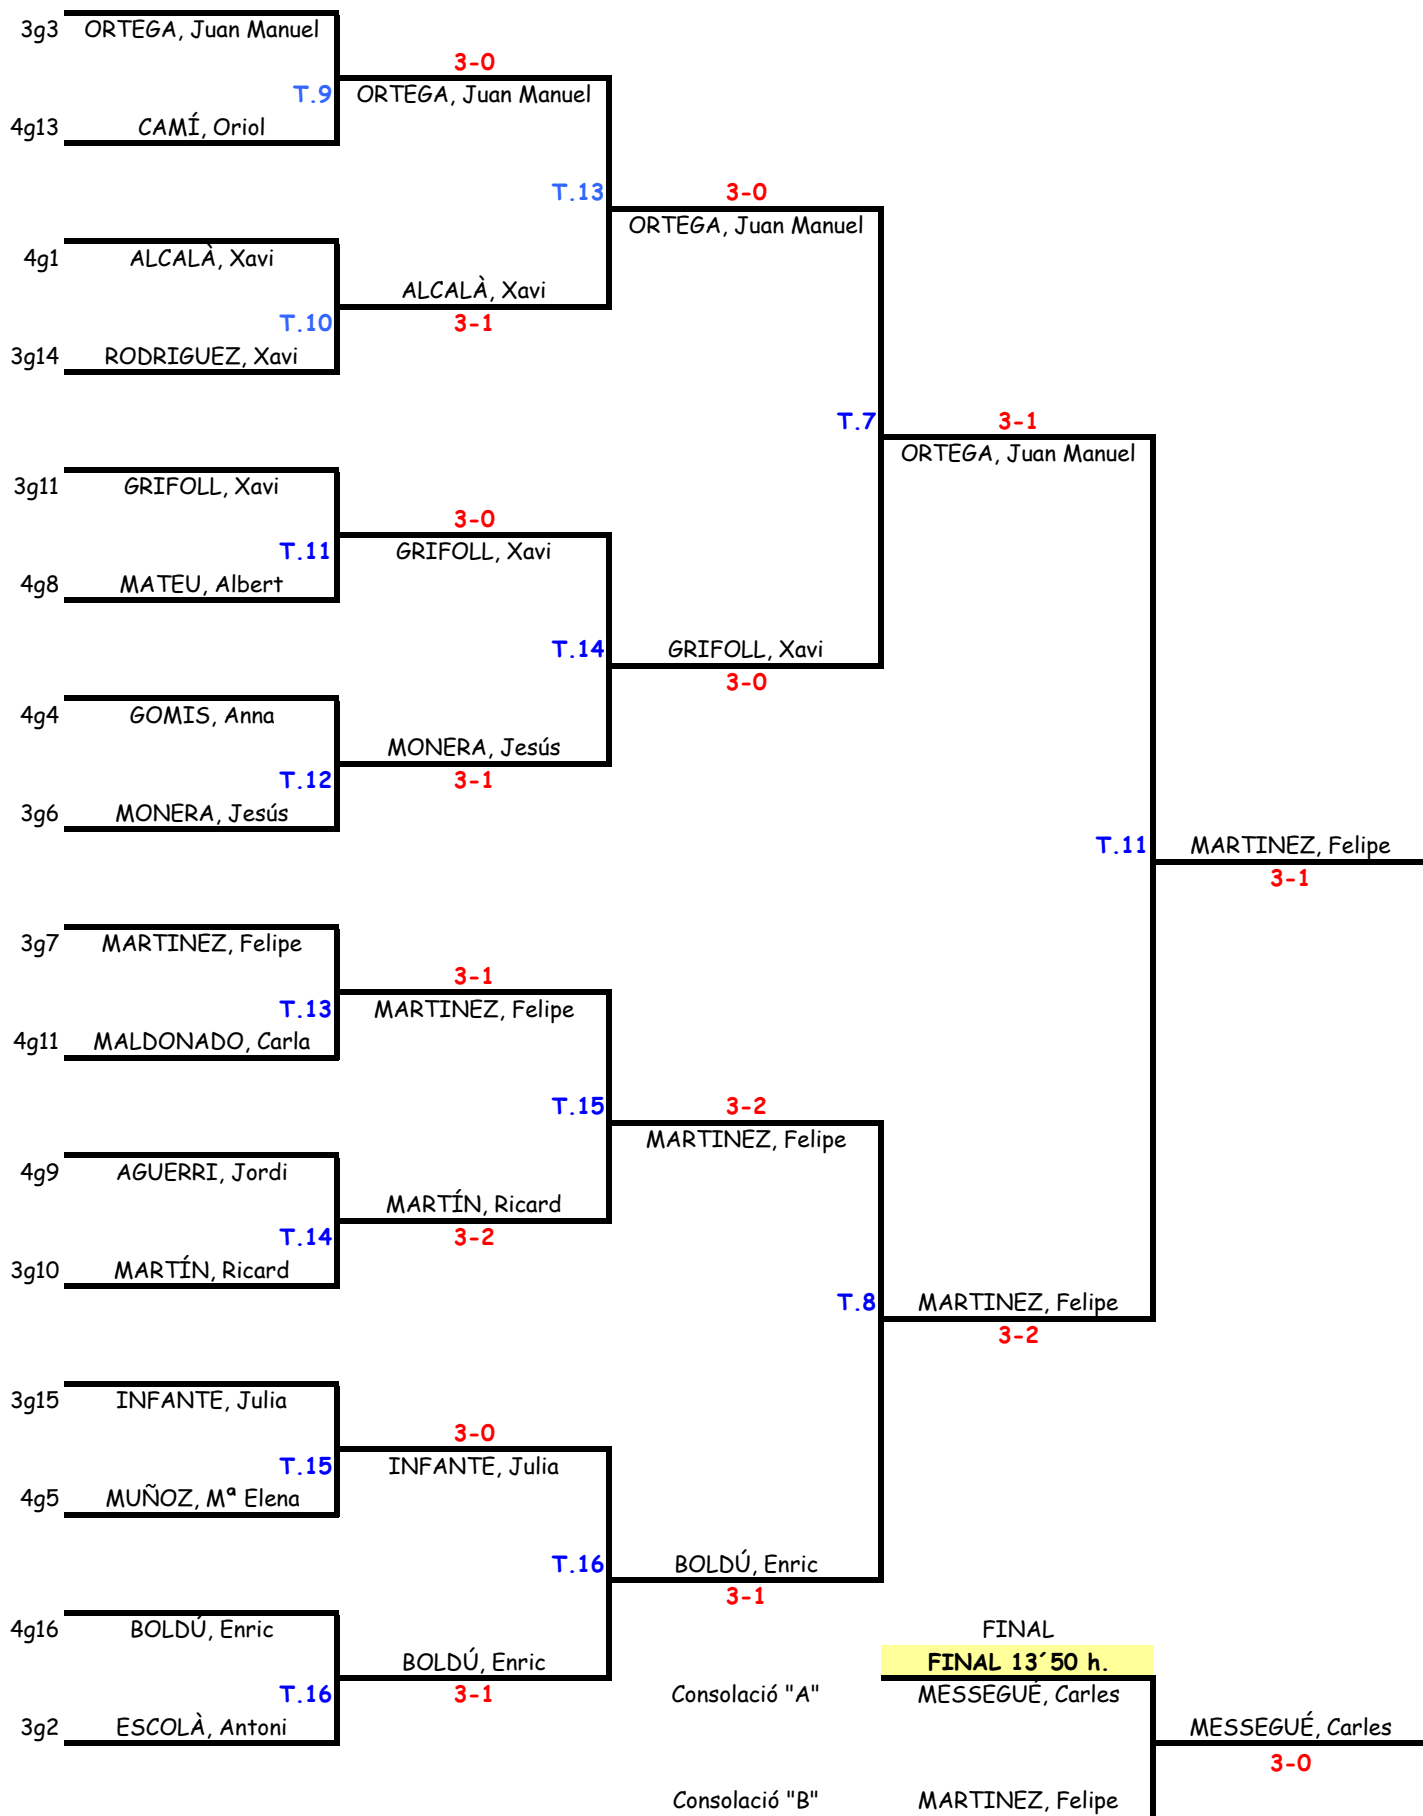 3g3 ORTEGA, Juan Manuel
3-0
T.9 ORTEGA, Juan Manuel
4g13 CAMÍ, Oriol
T.13 3-0
ORTEGA, Juan Manuel
4g1 ALCALÀ, Xavi
ALCALÀ, Xavi
T.10 3-1
3g14 RODRIGUEZ, Xavi
T.7 3-1
ORTEGA, Juan Manuel
3g11 GRIFOLL, Xavi
3-0
T.11 GRIFOLL, Xavi
4g8 MATEU, Albert
T.14 GRIFOLL, Xavi
3-0
4g4 GOMIS, Anna
MONERA, Jesús
T.12 3-1
3g6 MONERA, Jesús
T.11 MARTINEZ, Felipe
3-1
3g7 MARTINEZ, Felipe
3-1
T.13 MARTINEZ, Felipe
4g11 MALDONADO, Carla
T.15 3-2
MARTINEZ, Felipe
4g9 AGUERRI, Jordi
MARTÍN, Ricard
T.14 3-2
3g10 MARTÍN, Ricard
T.8 MARTINEZ, Felipe
3-2
3g15 INFANTE, Julia
3-0
T.15 INFANTE, Julia
4g5 MUÑOZ, Mª Elena
T.16 BOLDÚ, Enric
3-1
4g16 BOLDÚ, Enric FINAL
BOLDÚ, Enric FINAL 13´50 h.
T.16 3-1 Consolació "A" MESSEGUÉ, Carles
3g2 ESCOLÀ, Antoni MESSEGUÉ, Carles
3-0
Consolació "B" MARTINEZ, Felipe